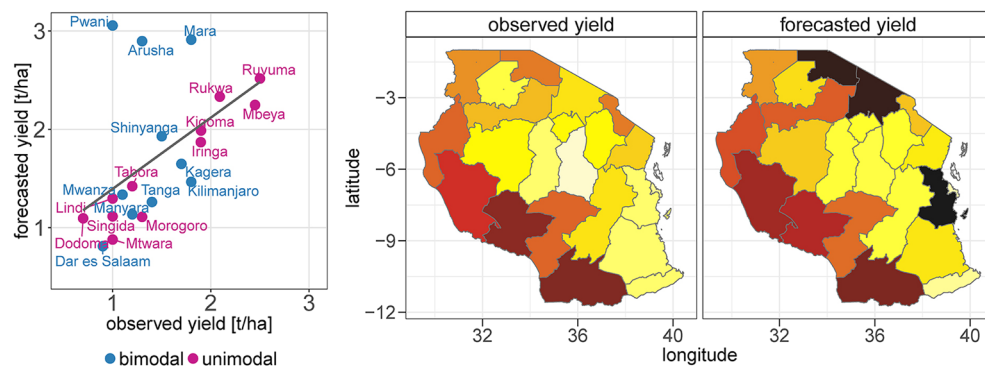 forecasted yield [t/ha]
3
2
1
Pwani
Arusha
Mara
Ruvuma
Rukwa
Mbeya
Shinyanga
Kigoma
Iringa
Kagera
Tabora
Kilimanjaro
Mwanza
Tanga
Lindi
Manyara
Singida
Morogoro
Dodoma
Mtwara
Dar es Salaam
1
2
3
observed yield [t/ha]
bimodal
unimodal
observed yield
forecasted yield
latitude
−3
−6
−9
−12
32
36
40
32
36
40
longitude